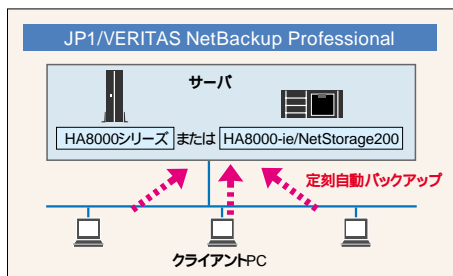 JP1/VERITAS NetBackup Professional
サーバ
HA8000シリーズ または HA8000-ie/NetStorage200
定刻自動バックアップ
クライアントPC